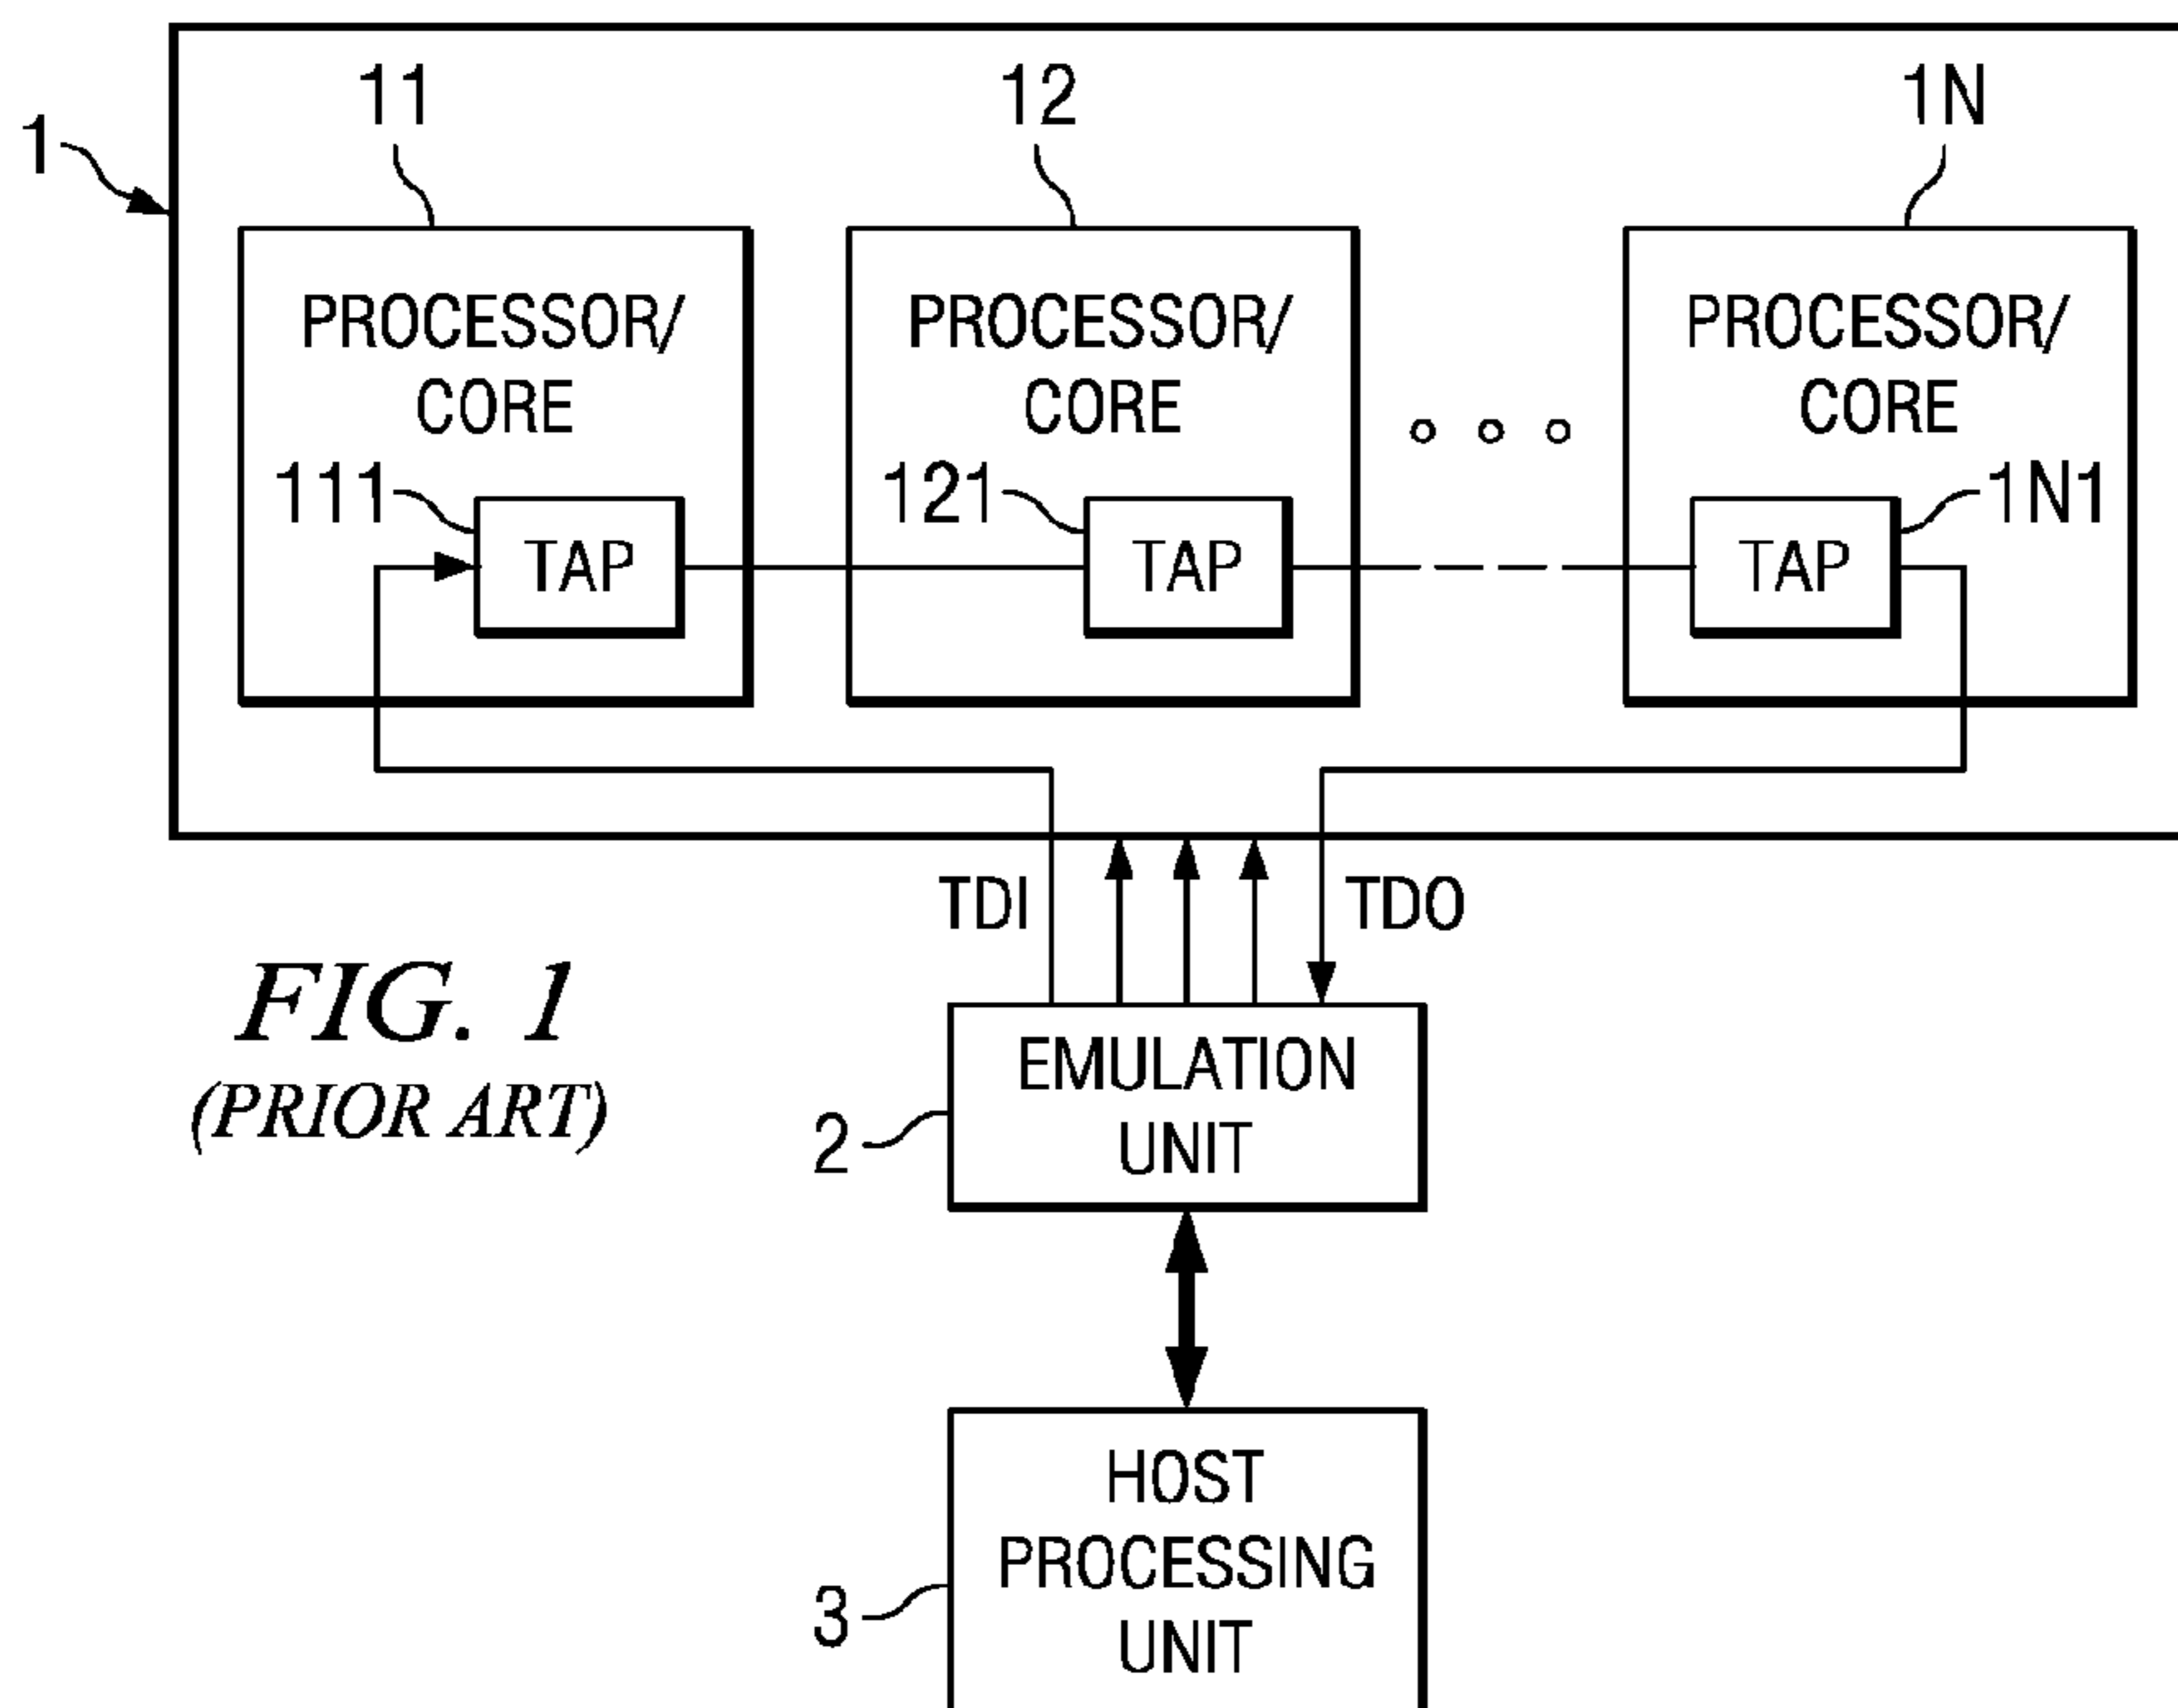 11
12
1N
1
PROCESSOR/
CORE
PROCESSOR/
CORE
PROCESSOR/
CORE
111
TAP
121
TAP
TAP
1N1
TDI
TDO
FIG. 1
(PRIOR ART)
EMULATION
UNIT
2
HOST
PROCESSING
UNIT
3